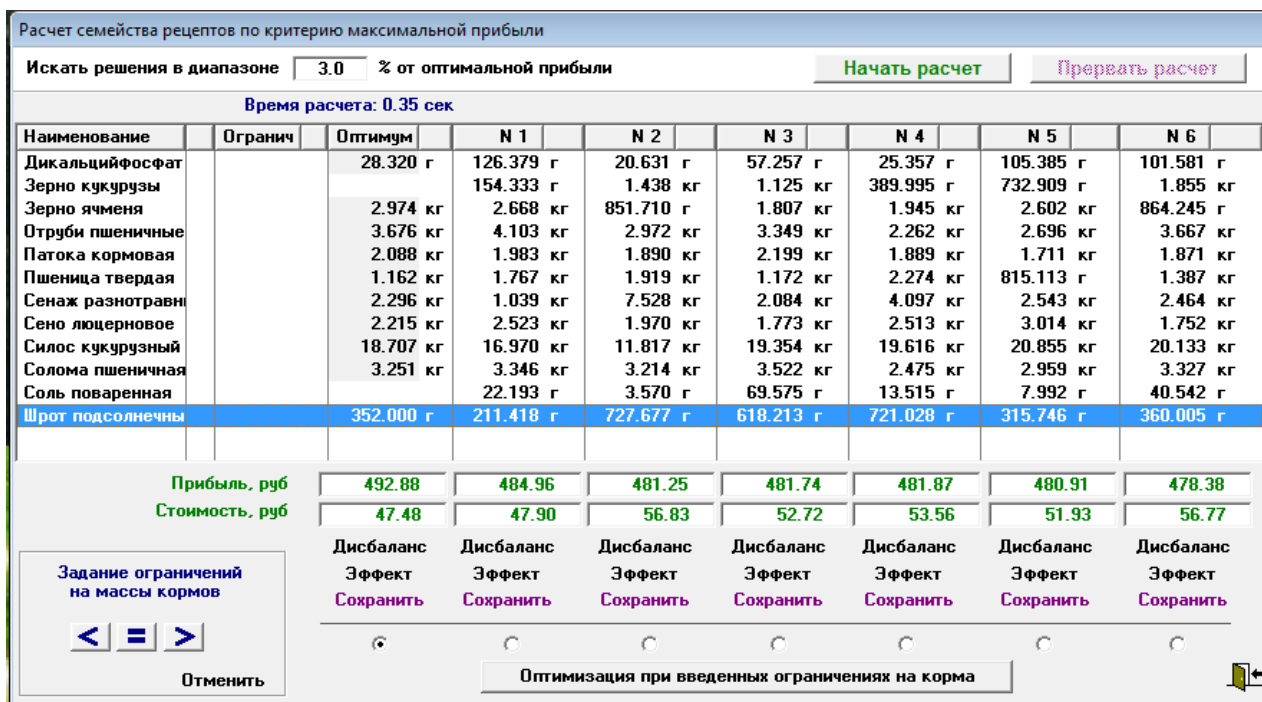 Расчет семейства рецептов по критерию максимальной прибыли
Искать решения в диапазоне 3.0 % от оптимальной прибыли Начать расчет Прервать расчет
Время расчета: 0.35 сек
Наименование Огранич Оптимум N 1 N 2 N 3 N 4 N 5 N 6
Дикальцийфосфат 28.320 г 126.379 г 20.631 г 57.257 г 25.357 г 105.385 г 101.581 г
Зерно кукурузы 154.333 г 1.438 кг 1.125 кг 389.995 г 732.909 г 1.855 кг
Зерно ячменя 2.974 кг 2.668 кг 851.710 г 1.807 кг 1.945 кг 2.602 кг 864.245 г
Отруби пшеничные 3.676 кг 4.103 кг 2.972 кг 3.349 кг 2.262 кг 2.696 кг 3.667 кг
Патока кормовая 2.088 кг 1.983 кг 1.890 кг 2.199 кг 1.889 кг 1.711 кг 1.871 кг
Пшеница твердая 1.162 кг 1.767 кг 1.919 кг 1.172 кг 2.274 кг 815.113 г 1.387 кг
Сенаж разнотравн 2.296 кг 1.039 кг 7.528 кг 2.084 кг 4.097 кг 2.543 кг 2.464 кг
Сено люцерновое 2.215 кг 2.523 кг 1.970 кг 1.773 кг 2.513 кг 3.014 кг 1.752 кг
Силос кукурузный 18.707 кг 16.970 кг 11.817 кг 19.354 кг 19.616 кг 20.855 кг 20.133 кг
Солома пшеничная 3.251 кг 3.346 кг 3.214 кг 3.522 кг 2.475 кг 2.959 кг 3.327 кг
Соль поваренная 22.193 г 3.570 г 69.575 г 13.515 г 7.992 г 40.542 г
Шрот подсолнечны 352.000 г 211.418 г 727.677 г 618.213 г 721.028 г 315.746 г 360.005 г
Прибыль, руб 492.88 484.96 481.25 481.74 481.87 480.91 478.38
Стоимость, руб 47.48 47.90 56.83 52.72 53.56 51.93 56.77
Дисбаланс Дисбаланс Дисбаланс Дисбаланс Дисбаланс Дисбаланс Дисбаланс
Эффект Эффект Эффект Эффект Эффект Эффект Эффект
Сохранить Сохранить Сохранить Сохранить Сохранить Сохранить Сохранить
Задание ограничений
на массы кормов
< = >
Отменить
Оптимизация при введенных ограничениях на корма